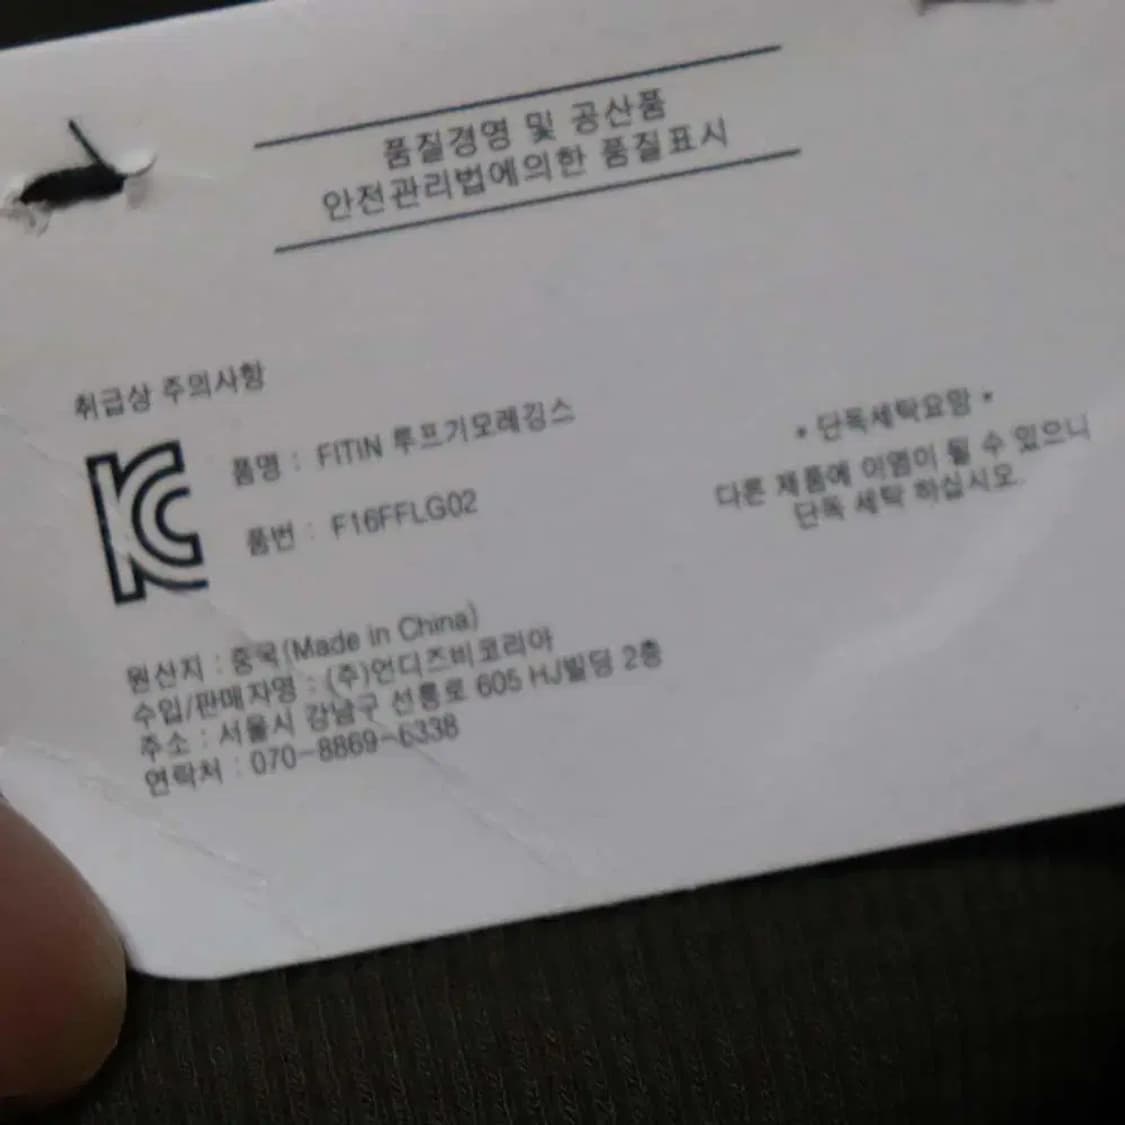 품질경영 및 공산품
안전관리법에의한 품질표시
취급상 주의사항
KC
품명 : FITIN 루프기모레깅스
품번 : F16FFLG02
* 단독세탁요망 *
다른 제품에 이염이 될 수 있으니
단독 세탁 하십시오.
원산지 : 중국(Made in China)
수입/판매자명 : (주)언디즈비코리아
주소 : 서울시 강남구 선릉로 605 HJ빌딩 2층
연락처 : 070-8869-6338